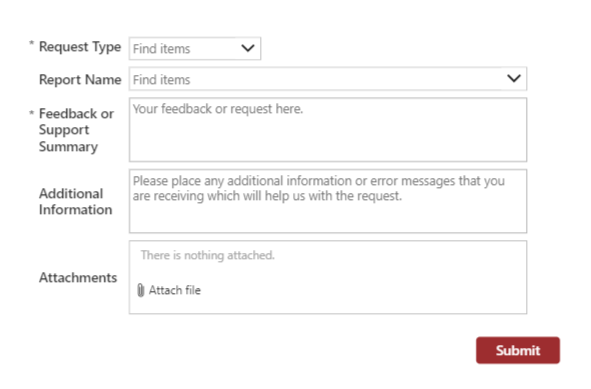 * Request Type Find items
Report Name Find items
* Feedback or
Support
Summary
Your feedback or request here.
Additional
Information
Please place any additional information or error messages that you
are receiving which will help us with the request.
Attachments
There is nothing attached.
Attach file
Submit